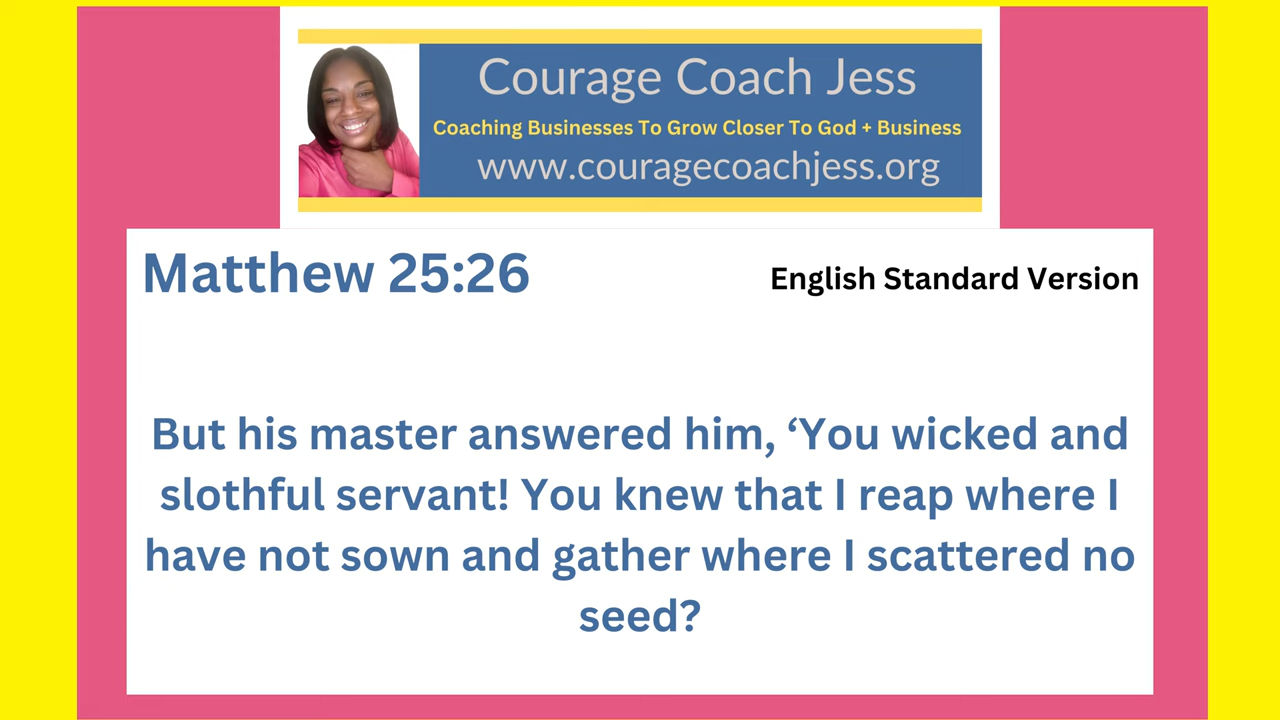 Courage Coach Jess
Coaching Businesses To Grow Closer To God + Business
www.couragecoachjess.org
Matthew 25:26
English Standard Version
But his master answered him, ‘You wicked and
slothful servant! You knew that I reap where I
have not sown and gather where I scattered no
seed?